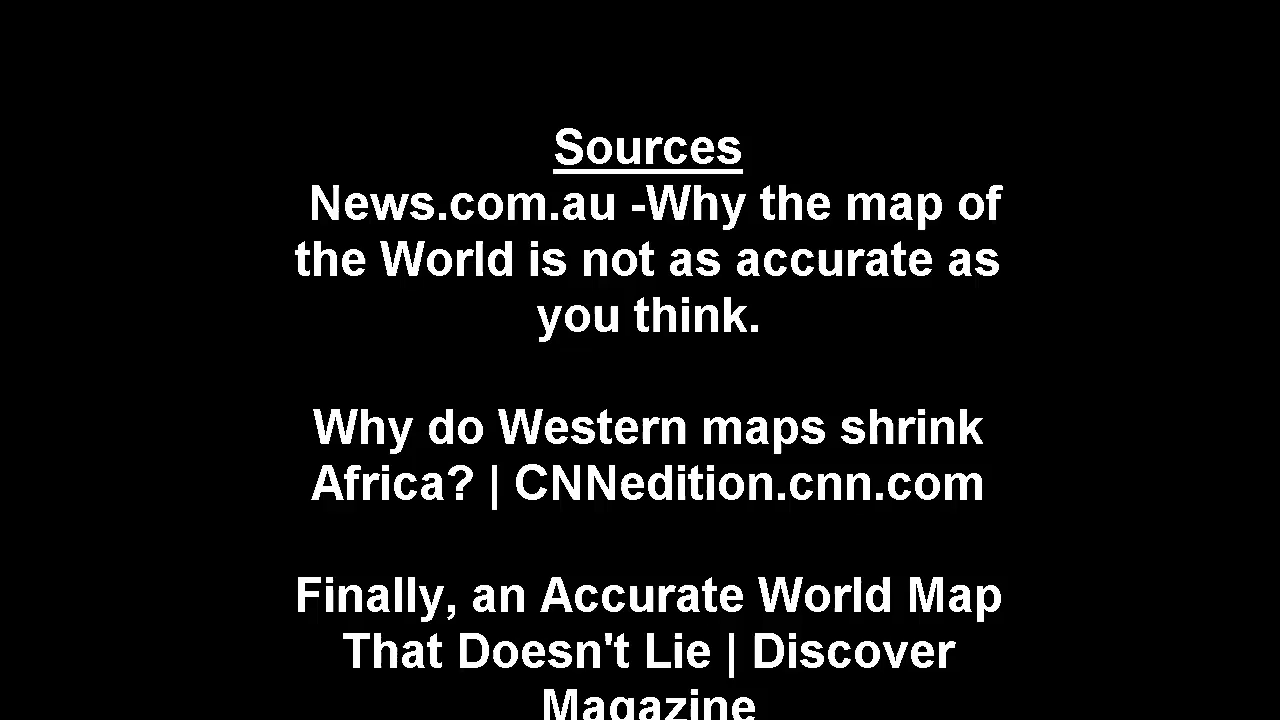 Sources
News.com.au -Why the map of
the World is not as accurate as
you think.
Why do Western maps shrink
Africa? | CNNedition.cnn.com
Finally, an Accurate World Map
That Doesn't Lie | Discover
Magazine